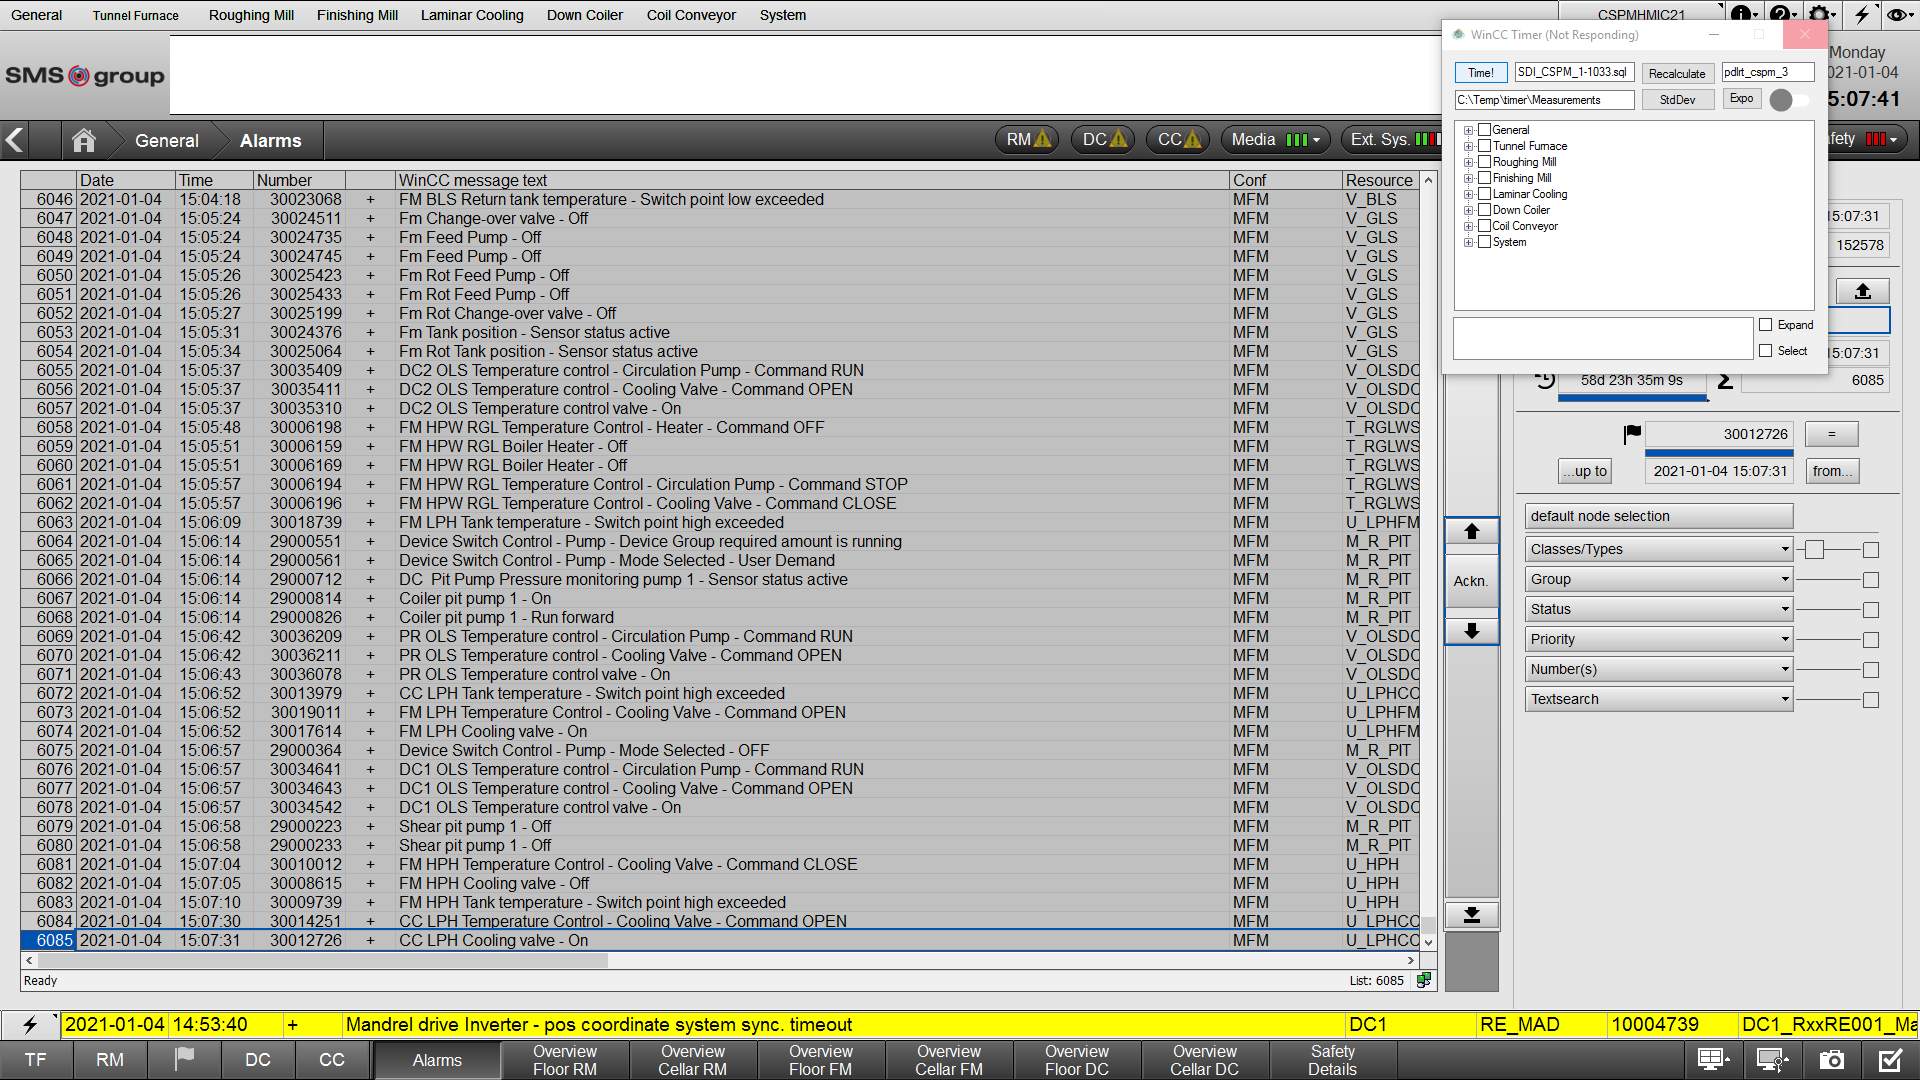 General Tunnel Furnace Roughing Mill Finishing Mill Laminar Cooling Down Coiler Coil Conveyor System CSPMHMIC21
SMS group
WinCC Timer (Not Responding)
Time! SDI_CSPM_1-1033.sql Recalculate pdlrt_cspm_3
C:\Temp\timer\Measurements StdDev Expo
General
Tunnel Furnace
Roughing Mill
Finishing Mill
Laminar Cooling
Down Coiler
Coil Conveyor
System
Expand
Select
Monday
2021-01-04
15:07:41
General Alarms RM DC CC Media Ext. Sys.
Date Time Number WinCC message text Conf Resource
6046 2021-01-04 15:04:18 30023068 + FM BLS Return tank temperature - Switch point low exceeded MFM V_BLS
6047 2021-01-04 15:05:24 30024511 + Fm Change-over valve - Off MFM V_GLS
6048 2021-01-04 15:05:24 30024735 + Fm Feed Pump - Off MFM V_GLS
6049 2021-01-04 15:05:24 30024745 + Fm Feed Pump - Off MFM V_GLS
6050 2021-01-04 15:05:26 30025423 + Fm Rot Feed Pump - Off MFM V_GLS
6051 2021-01-04 15:05:26 30025433 + Fm Rot Feed Pump - Off MFM V_GLS
6052 2021-01-04 15:05:27 30025199 + Fm Rot Change-over valve - Off MFM V_GLS
6053 2021-01-04 15:05:31 30024376 + Fm Tank position - Sensor status active MFM V_GLS
6054 2021-01-04 15:05:34 30025064 + Fm Rot Tank position - Sensor status active MFM V_GLS
6055 2021-01-04 15:05:37 30035409 + DC2 OLS Temperature control - Circulation Pump - Command RUN MFM V_OLSDC
6056 2021-01-04 15:05:37 30035411 + DC2 OLS Temperature control - Cooling Valve - Command OPEN MFM V_OLSDC
6057 2021-01-04 15:05:37 30035310 + DC2 OLS Temperature control valve - On MFM V_OLSDC
6058 2021-01-04 15:05:48 30006198 + FM HPW RGL Temperature Control - Heater - Command OFF MFM T_RGLWS
6059 2021-01-04 15:05:51 30006159 + FM HPW RGL Boiler Heater - Off MFM T_RGLWS
6060 2021-01-04 15:05:51 30006169 + FM HPW RGL Boiler Heater - Off MFM T_RGLWS
6061 2021-01-04 15:05:57 30006194 + FM HPW RGL Temperature Control - Circulation Pump - Command STOP MFM T_RGLWS
6062 2021-01-04 15:05:57 30006196 + FM HPW RGL Temperature Control - Cooling Valve - Command CLOSE MFM T_RGLWS
6063 2021-01-04 15:06:09 30018739 + FM LPH Tank temperature - Switch point high exceeded MFM U_LPHFM
6064 2021-01-04 15:06:14 29000551 + Device Switch Control - Pump - Device Group required amount is running MFM M_R_PIT
6065 2021-01-04 15:06:14 29000561 + Device Switch Control - Pump - Mode Selected - User Demand MFM M_R_PIT
6066 2021-01-04 15:06:14 29000712 + DC  Pit Pump Pressure monitoring pump 1 - Sensor status active MFM M_R_PIT
6067 2021-01-04 15:06:14 29000814 + Coiler pit pump 1 - On MFM M_R_PIT
6068 2021-01-04 15:06:14 29000826 + Coiler pit pump 1 - Run forward MFM M_R_PIT
6069 2021-01-04 15:06:42 30036209 + PR OLS Temperature control - Circulation Pump - Command RUN MFM V_OLSDC
6070 2021-01-04 15:06:42 30036211 + PR OLS Temperature control - Cooling Valve - Command OPEN MFM V_OLSDC
6071 2021-01-04 15:06:43 30036078 + PR OLS Temperature control valve - On MFM V_OLSDC
6072 2021-01-04 15:06:52 30013979 + CC LPH Tank temperature - Switch point high exceeded MFM U_LPHCC
6073 2021-01-04 15:06:52 30019011 + FM LPH Temperature Control - Cooling Valve - Command OPEN MFM U_LPHFM
6074 2021-01-04 15:06:52 30017614 + FM LPH Cooling valve - On MFM U_LPHFM
6075 2021-01-04 15:06:57 29000364 + Device Switch Control - Pump - Mode Selected - OFF MFM M_R_PIT
6076 2021-01-04 15:06:57 30034641 + DC1 OLS Temperature control - Circulation Pump - Command RUN MFM V_OLSDC
6077 2021-01-04 15:06:57 30034643 + DC1 OLS Temperature control - Cooling Valve - Command OPEN MFM V_OLSDC
6078 2021-01-04 15:06:57 30034542 + DC1 OLS Temperature control valve - On MFM V_OLSDC
6079 2021-01-04 15:06:58 29000223 + Shear pit pump 1 - Off MFM M_R_PIT
6080 2021-01-04 15:06:58 29000233 + Shear pit pump 1 - Off MFM M_R_PIT
6081 2021-01-04 15:07:04 30010012 + FM HPH Temperature Control - Cooling Valve - Command CLOSE MFM U_HPH
6082 2021-01-04 15:07:05 30008615 + FM HPH Cooling valve - Off MFM U_HPH
6083 2021-01-04 15:07:10 30009739 + FM HPH Tank temperature - Switch point high exceeded MFM U_HPH
6084 2021-01-04 15:07:30 30014251 + CC LPH Temperature Control - Cooling Valve - Command OPEN MFM U_LPHCC
6085 2021-01-04 15:07:31 30012726 + CC LPH Cooling valve - On MFM U_LPHCC
Ready List: 6085
Ackn.
15:07:31
152578
15:07:31
58d 23h 35m 9s Σ 6085
30012726 =
...up to 2021-01-04 15:07:31 from...
default node selection
Classes/Types
Group
Status
Priority
Number(s)
Textsearch
2021-01-04 14:53:40 + Mandrel drive Inverter - pos coordinate system sync. timeout DC1 RE_MAD 10004739 DC1_RxxRE001_Ma
TF RM DC CC Alarms
Overview Floor RM
Overview Cellar RM
Overview Floor FM
Overview Cellar FM
Overview Floor DC
Overview Cellar DC
Safety Details